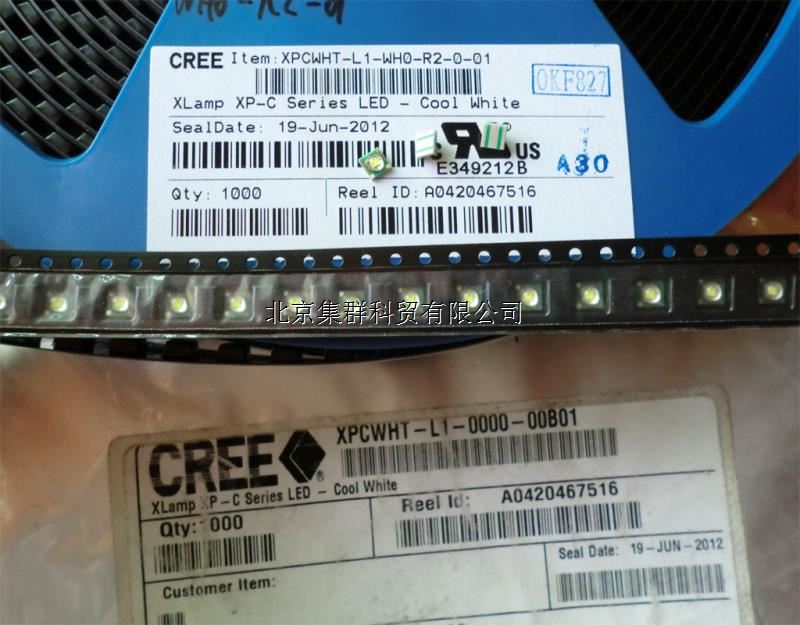 CREE Item: XPCWHT-L1-WH0-R2-0-01
XLamp XP-C Series LED - Cool White
OKF827
SealDate: 19-Jun-2012
US
E349212B
A30
Qty: 1000
Reel ID: A0420467516
北京集群科贸有限公司
CREE
XPCWHT-L1-0000-00B01
XLamp XP-C Series LED - Cool White
Qty: 1000
Reel Id: A0420467516
Seal Date: 19-JUN-2012
Customer Item: